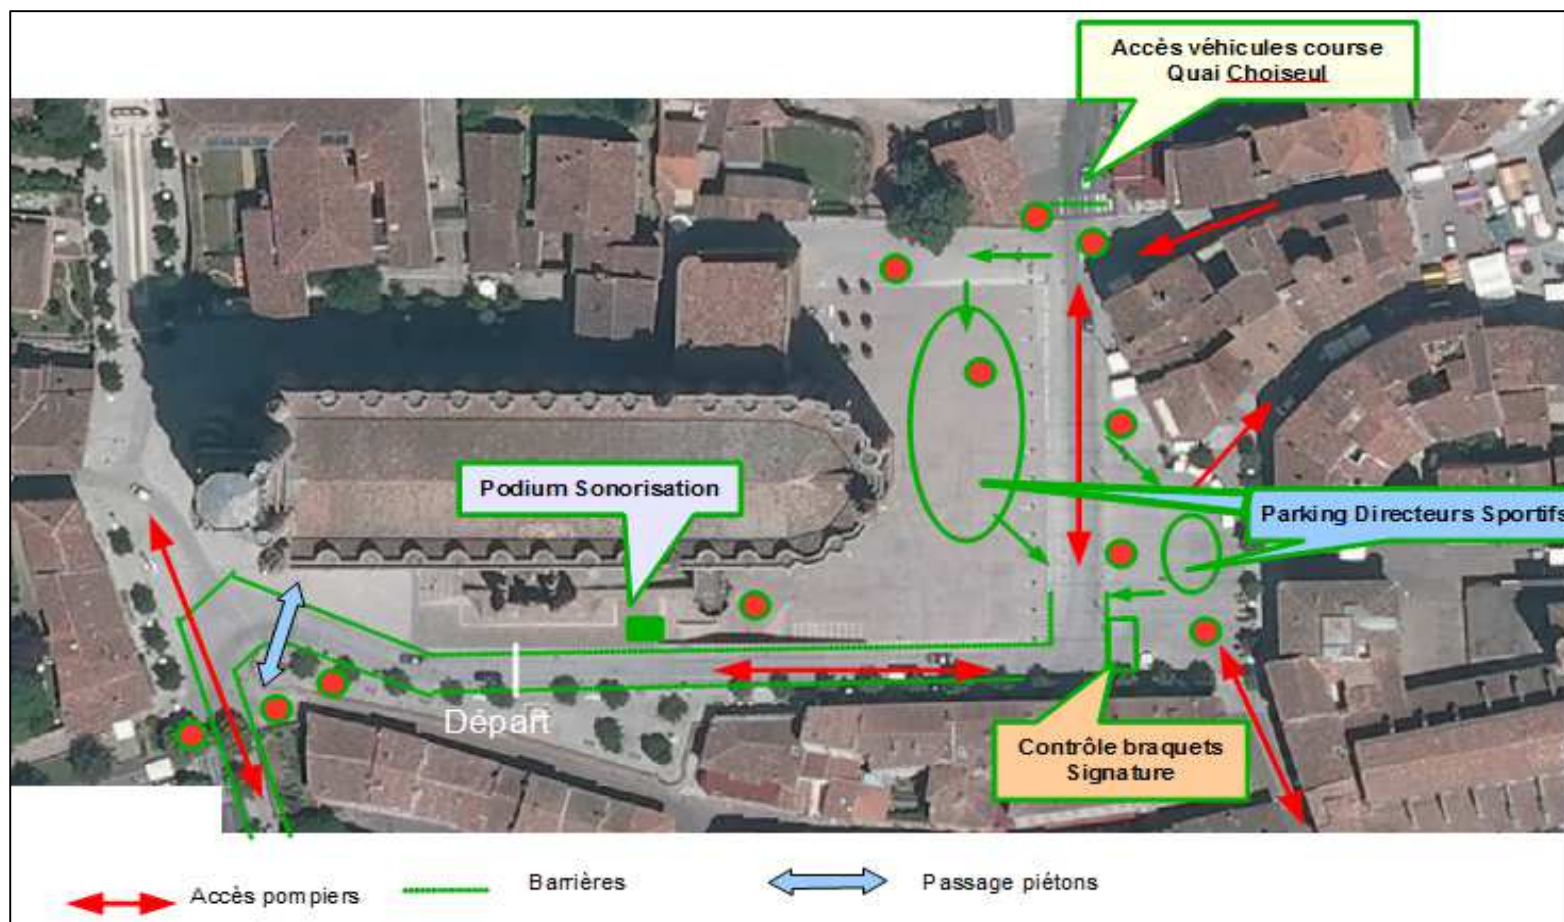 Accès véhicules course
Quai Choiseul
Podium Sonorisation
Parking Directeurs Sportifs
Départ
Contrôle braquets
Signature
Accès pompiers
Barrières
Passage piétons